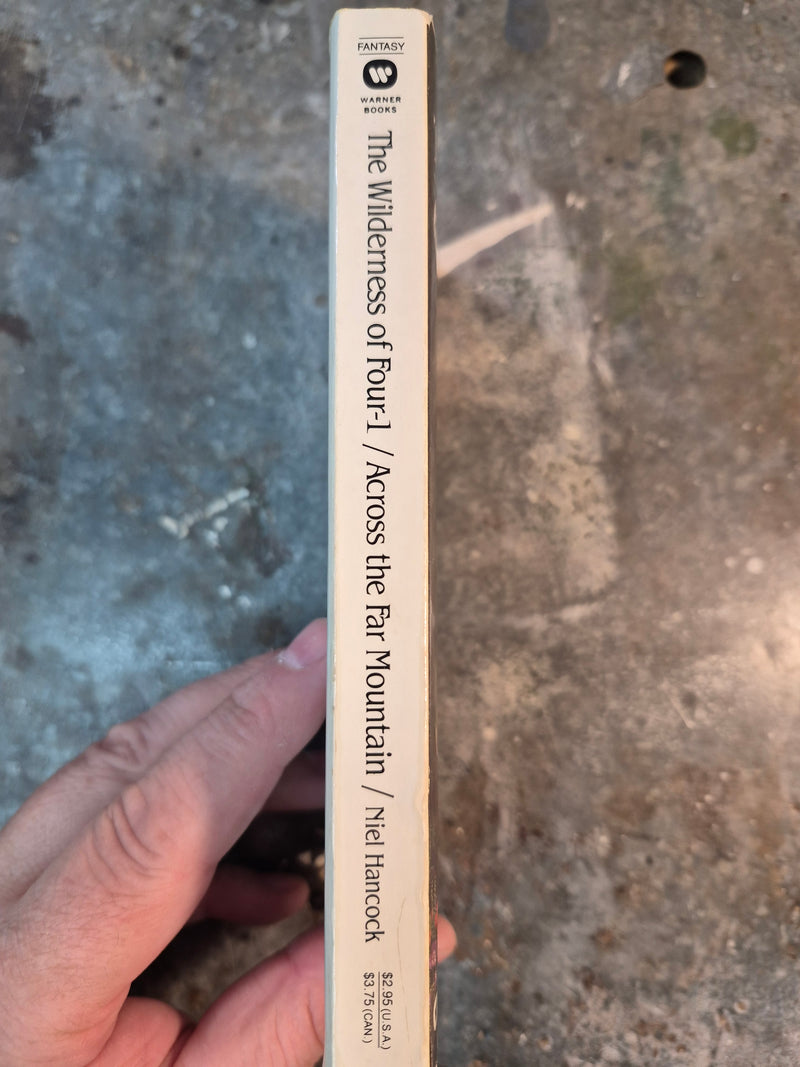 FANTASY
WARNER
BOOKS
The Wilderness of Four-1 / Across the Far Mountain / Niel Hancock
$2.95 (U.S.A.)
$3.75 (CAN.)